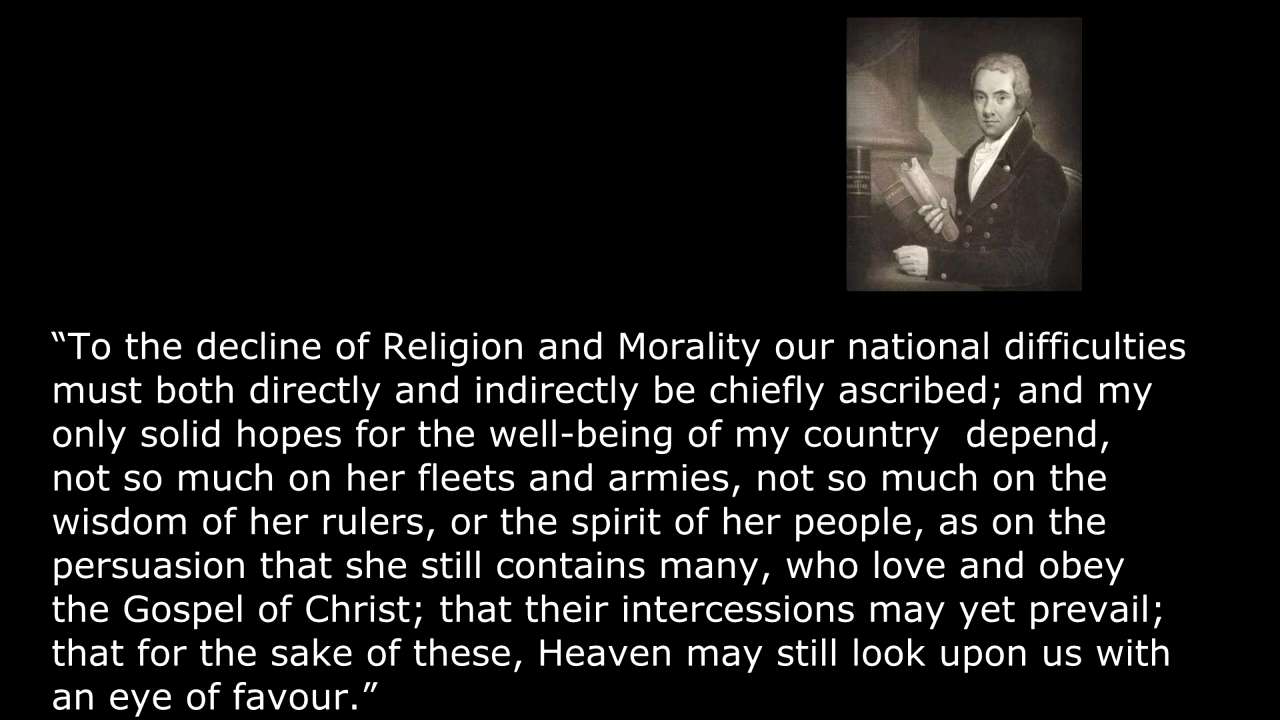 “To the decline of Religion and Morality our national difficulties
must both directly and indirectly be chiefly ascribed; and my
only solid hopes for the well-being of my country  depend,
not so much on her fleets and armies, not so much on the
wisdom of her rulers, or the spirit of her people, as on the
persuasion that she still contains many, who love and obey
the Gospel of Christ; that their intercessions may yet prevail;
that for the sake of these, Heaven may still look upon us with
an eye of favour.”